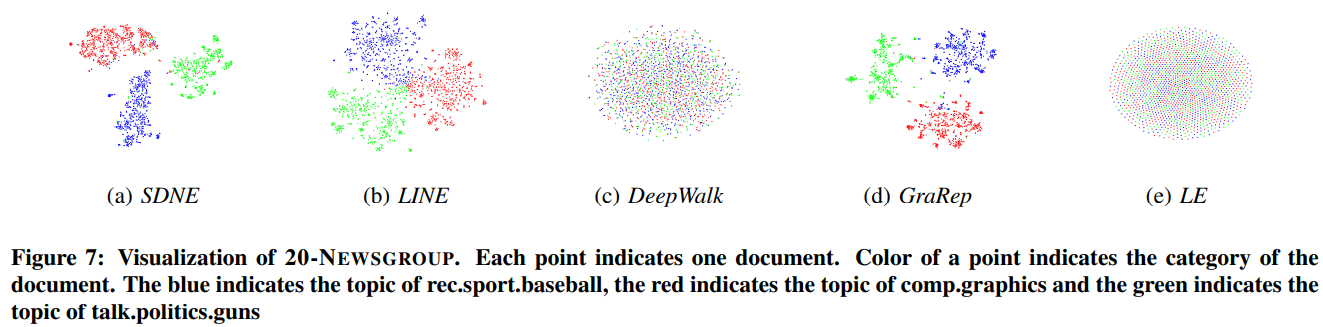 (a) SDNE (b) LINE (c) DeepWalk (d) GraRep (e) LE
Figure 7: Visualization of 20-NEWSGROUP. Each point indicates one document. Color of a point indicates the category of the
document. The blue indicates the topic of rec.sport.baseball, the red indicates the topic of comp.graphics and the green indicates the
topic of talk.politics.guns